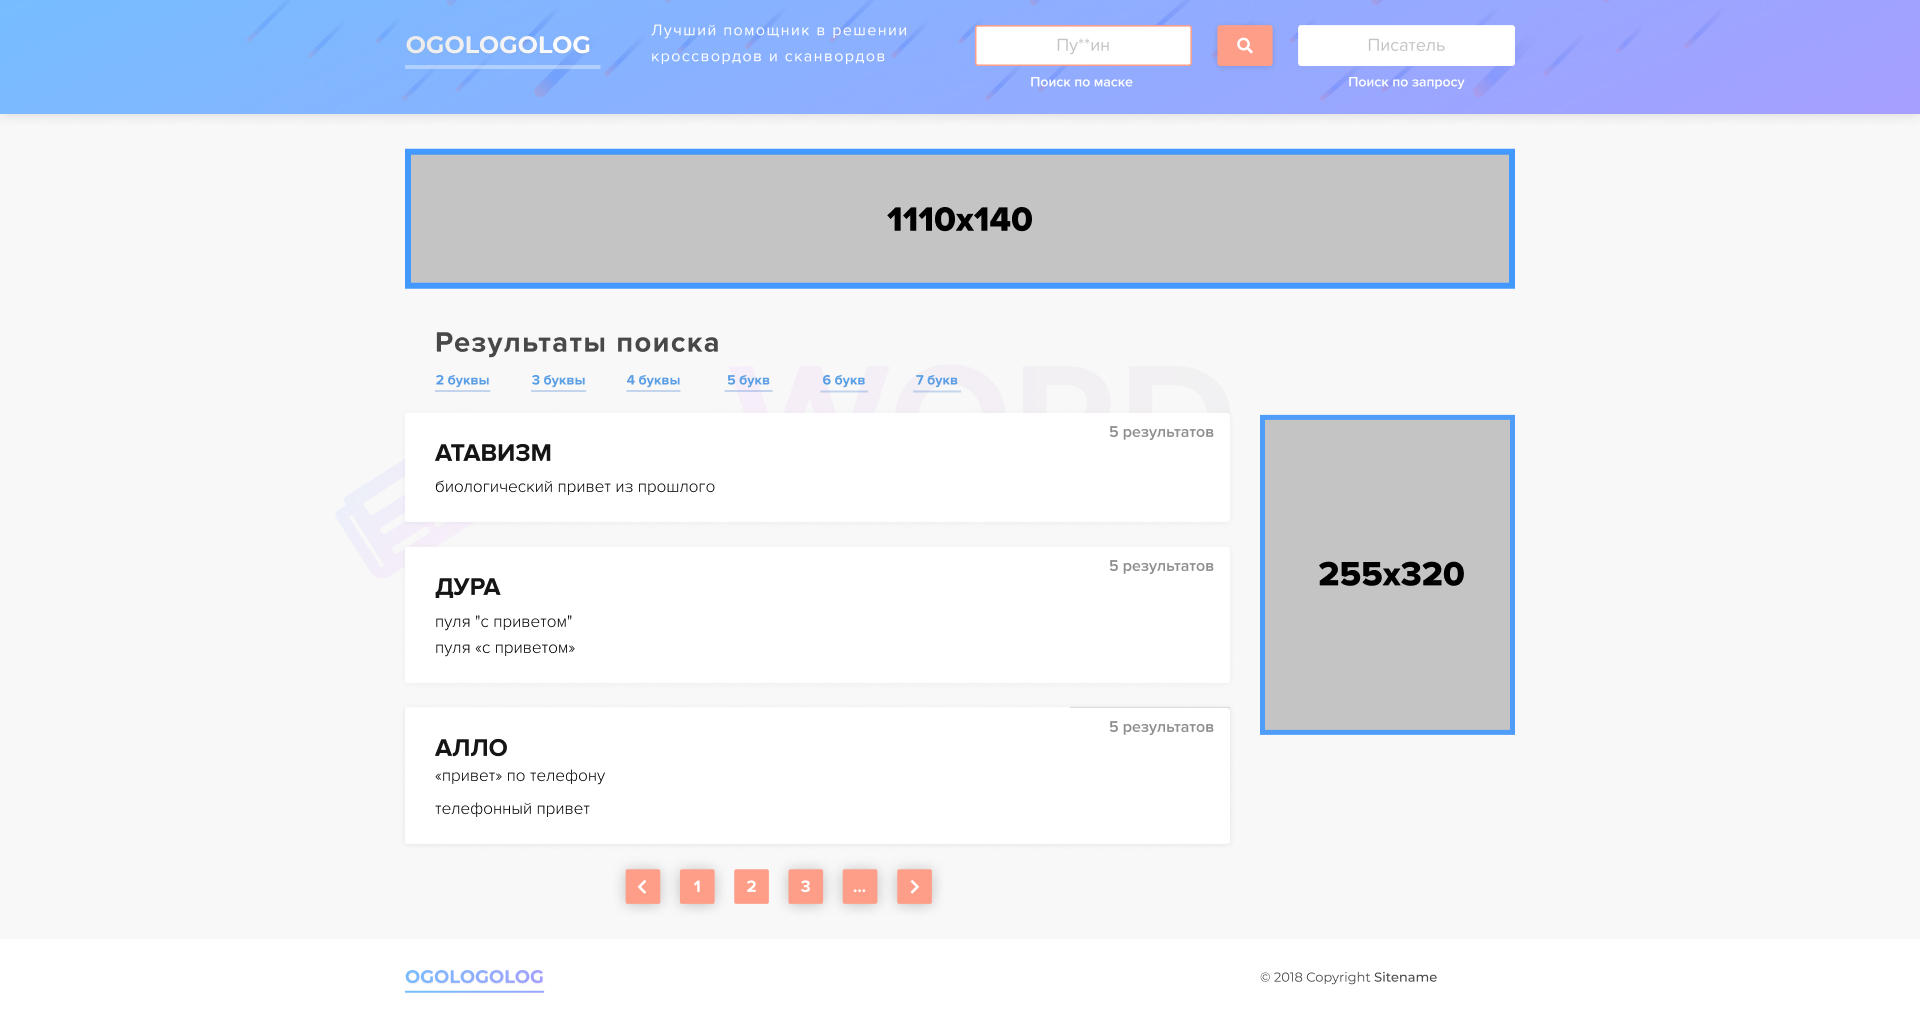 OGOLOGOLOG
Лучший помощник в решении
кроссвордов и сканвордов
Пу**ин
Поиск по маске
Писатель
Поиск по запросу
1110x140
Результаты поиска
2 буквы
3 буквы
4 буквы
5 букв
6 букв
7 букв
WORD
5 результатов
АТАВИЗМ
биологический привет из прошлого
5 результатов
ДУРА
пуля "с приветом"
пуля «с приветом»
255x320
5 результатов
АЛЛО
«привет» по телефону
телефонный привет
1
2
3
...
OGOLOGOLOG
© 2018 Copyright Sitename